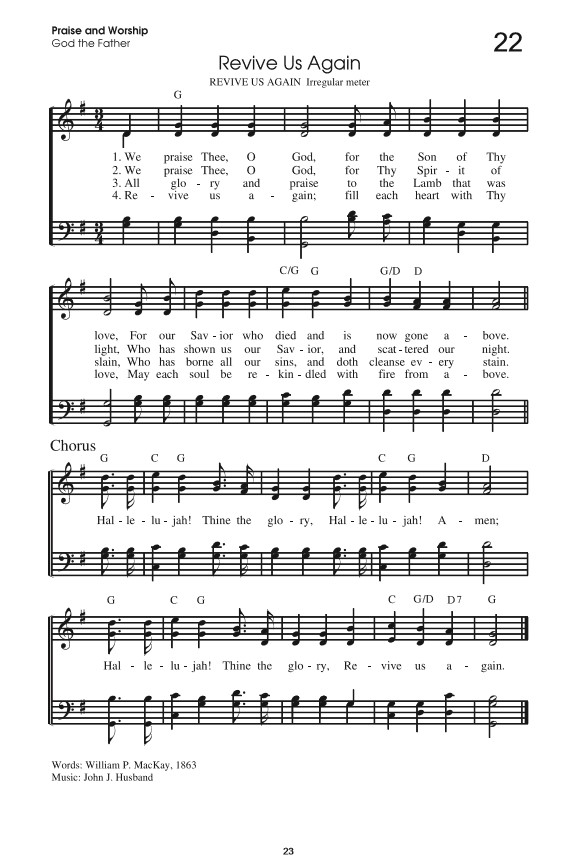 Praise and Worship
God the Father
22
Revive Us Again
REVIVE US AGAIN Irregular meter
G
3
4
1. We praise Thee, O God, for the Son of Thy
2. We praise Thee, O God, for Thy Spir - it of
3. All glo - ry and praise to the Lamb that was
4. Re - vive us a - gain; fill each heart with Thy
3
4
C/G G G/D D
love, For our Sav - ior who died and is now gone a - bove.
light, Who has shown us our Sav - ior, and scat - tered our night.
slain, Who has borne all our sins, and doth cleanse ev - ery stain.
love, May each soul be re - kin - dled with fire from a - bove.
Chorus
G C G C G D
Hal - le - lu - jah! Thine the glo - ry, Hal - le - lu - jah! A - men;
G C G C G/D D7 G
Hal - le - lu - jah! Thine the glo - ry, Re - vive us a - gain.
Words: William P. MacKay, 1863
Music: John J. Husband
23